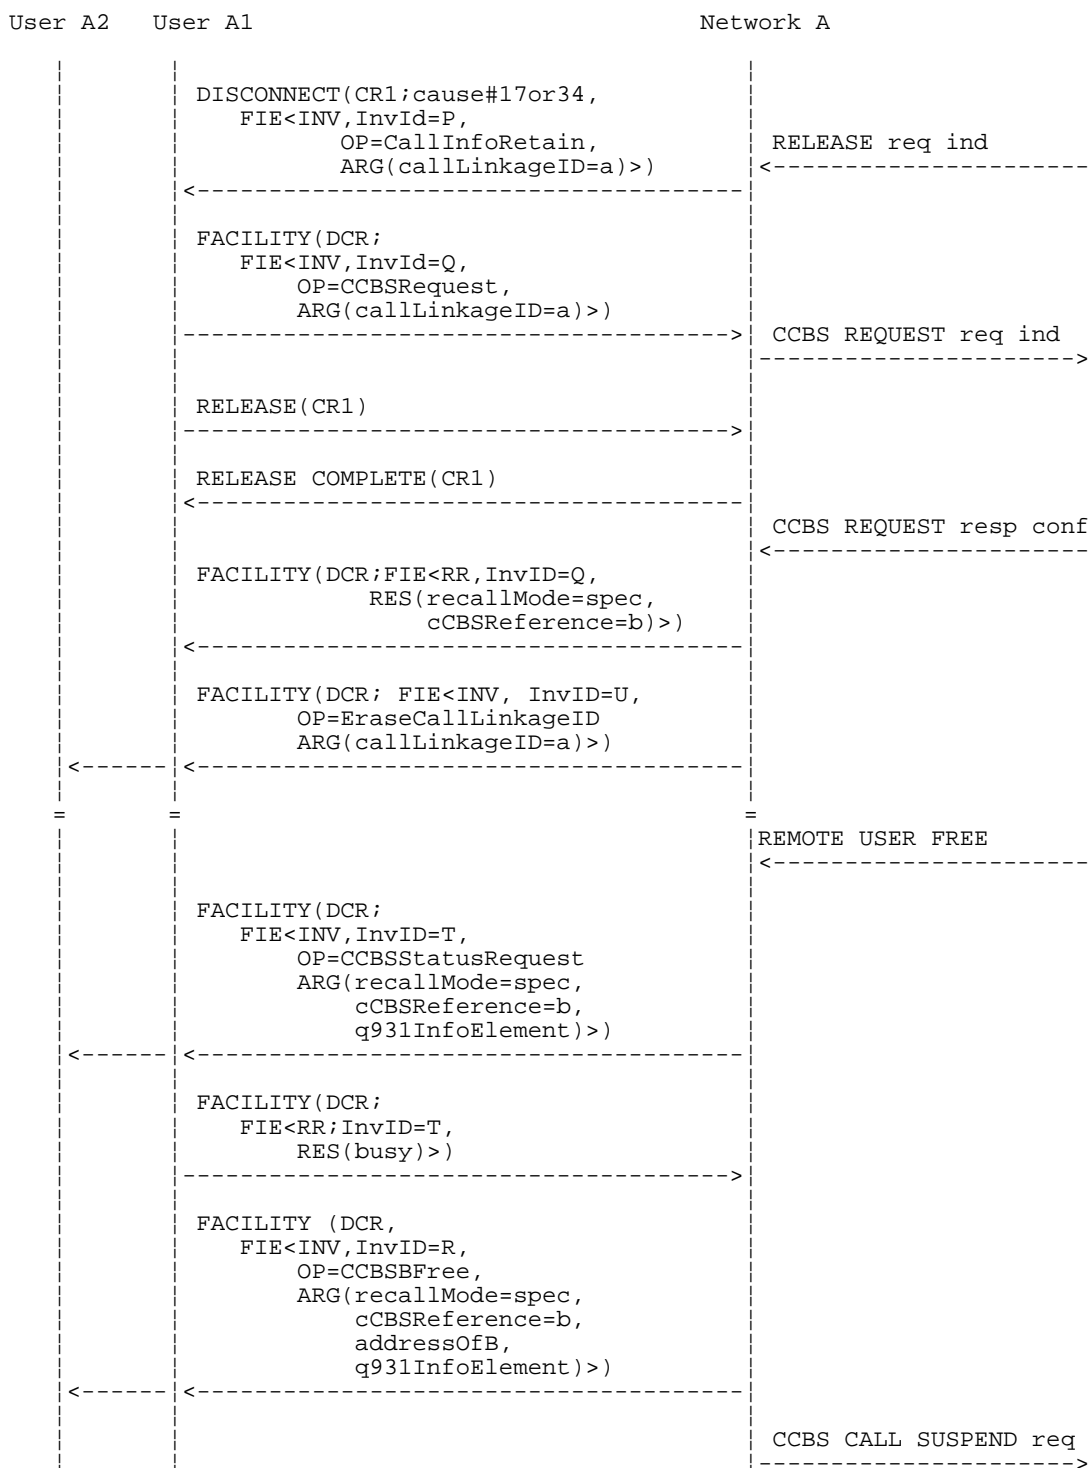 User A2 User A1 Network A
DISCONNECT(CR1;cause#17or34,
FIE<INV,InvId=P,
OP=CallInfoRetain, RELEASE req ind
ARG(callLinkageID=a)>)
FACILITY(DCR;
FIE<INV,InvId=Q,
OP=CCBSRequest,
ARG(callLinkageID=a)>)
CCBS REQUEST req ind
RELEASE(CR1)
RELEASE COMPLETE(CR1)
CCBS REQUEST resp conf
FACILITY(DCR;FIE<RR,InvID=Q,
RES(recallMode=spec,
cCBSReference=b)>)
FACILITY(DCR; FIE<INV, InvID=U,
OP=EraseCallLinkageID
ARG(callLinkageID=a)>)
REMOTE USER FREE
FACILITY(DCR;
FIE<INV,InvID=T,
OP=CCBSStatusRequest
ARG(recallMode=spec,
cCBSReference=b,
q931InfoElement)>)
FACILITY(DCR;
FIE<RR;InvID=T,
RES(busy)>)
FACILITY (DCR,
FIE<INV,InvID=R,
OP=CCBSBFree,
ARG(recallMode=spec,
cCBSReference=b,
addressOfB,
q931InfoElement)>)
CCBS CALL SUSPEND req